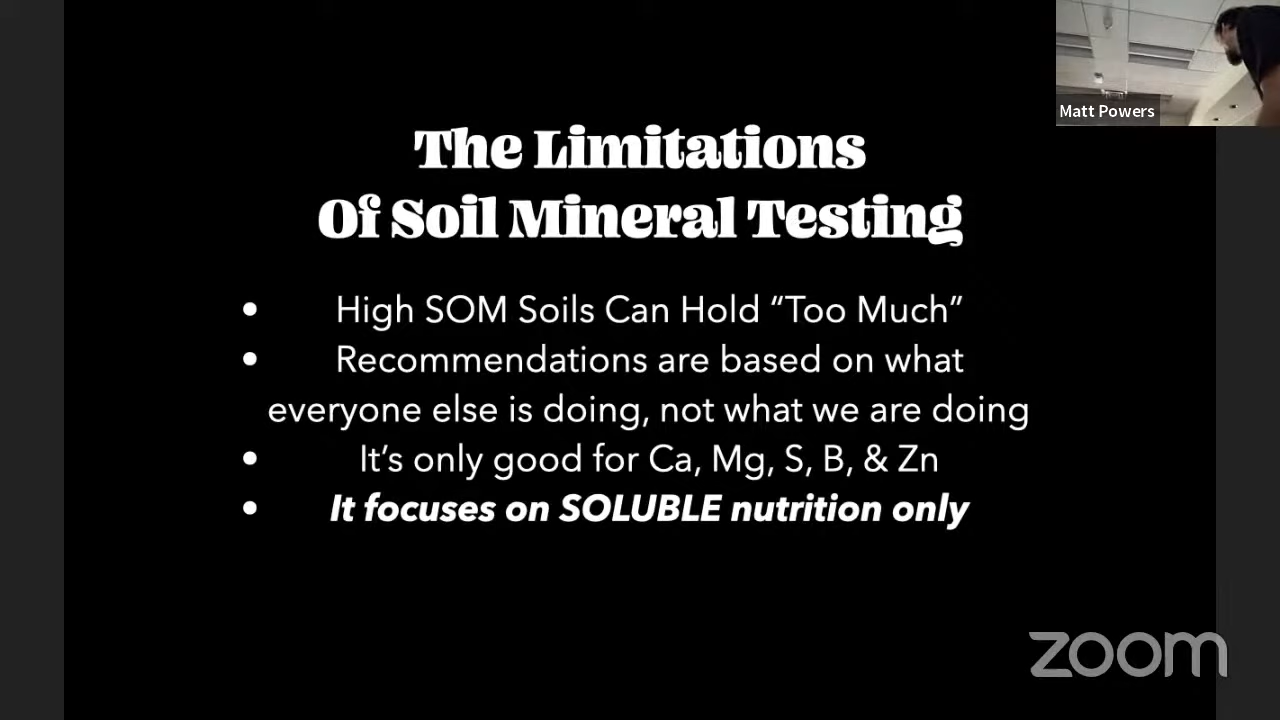 Matt Powers
The Limitations
Of Soil Mineral Testing
• High SOM Soils Can Hold “Too Much”
• Recommendations are based on what
everyone else is doing, not what we are doing
• It’s only good for Ca, Mg, S, B, & Zn
• It focuses on SOLUBLE nutrition only
zoom